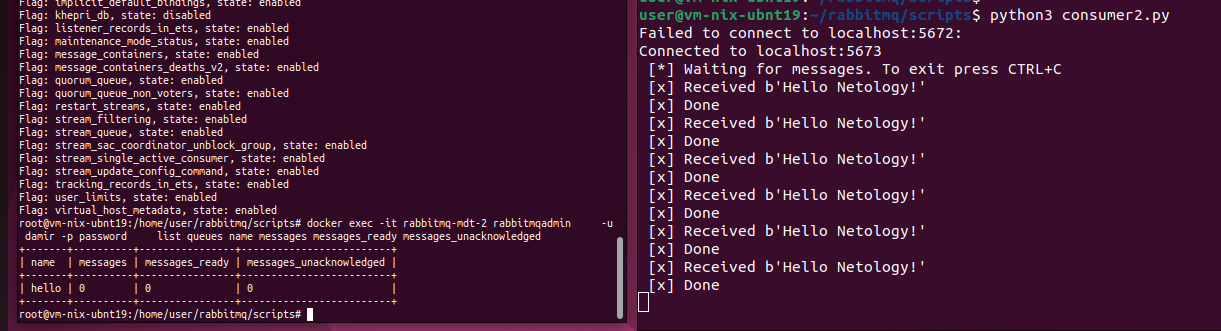 Flag: implicit_default_bindings, state: enabled
Flag: khepri_db, state: disabled
Flag: listener_records_in_ets, state: enabled
Flag: maintenance_mode_status, state: enabled
Flag: message_containers, state: enabled
Flag: message_containers_deaths_v2, state: enabled
Flag: quorum_queue, state: enabled
Flag: quorum_queue_non_voters, state: enabled
Flag: restart_streams, state: enabled
Flag: stream_filtering, state: enabled
Flag: stream_queue, state: enabled
Flag: stream_sac_coordinator_unblock_group, state: enabled
Flag: stream_single_active_consumer, state: enabled
Flag: stream_update_config_command, state: enabled
Flag: tracking_records_in_ets, state: enabled
Flag: user_limits, state: enabled
Flag: virtual_host_metadata, state: enabled
root@vm-nix-ubnt19:/home/user/rabbitmq/scripts# docker exec -it rabbitmq-mdt-2 rabbitmqadmin     -u
 damir -p password     list queues name messages messages_ready messages_unacknowledged
+-------+----------+----------------+-------------------------+
| name  | messages | messages_ready | messages_unacknowledged |
+-------+----------+----------------+-------------------------+
| hello | 0        | 0              | 0                       |
+-------+----------+----------------+-------------------------+
root@vm-nix-ubnt19:/home/user/rabbitmq/scripts#
user@vm-nix-ubnt19:~/rabbitmq/scripts$
user@vm-nix-ubnt19:~/rabbitmq/scripts$ python3 consumer2.py
Failed to connect to localhost:5672:
Connected to localhost:5673
 [*] Waiting for messages. To exit press CTRL+C
 [x] Received b'Hello Netology!'
 [x] Done
 [x] Received b'Hello Netology!'
 [x] Done
 [x] Received b'Hello Netology!'
 [x] Done
 [x] Received b'Hello Netology!'
 [x] Done
 [x] Received b'Hello Netology!'
 [x] Done
 [x] Received b'Hello Netology!'
 [x] Done